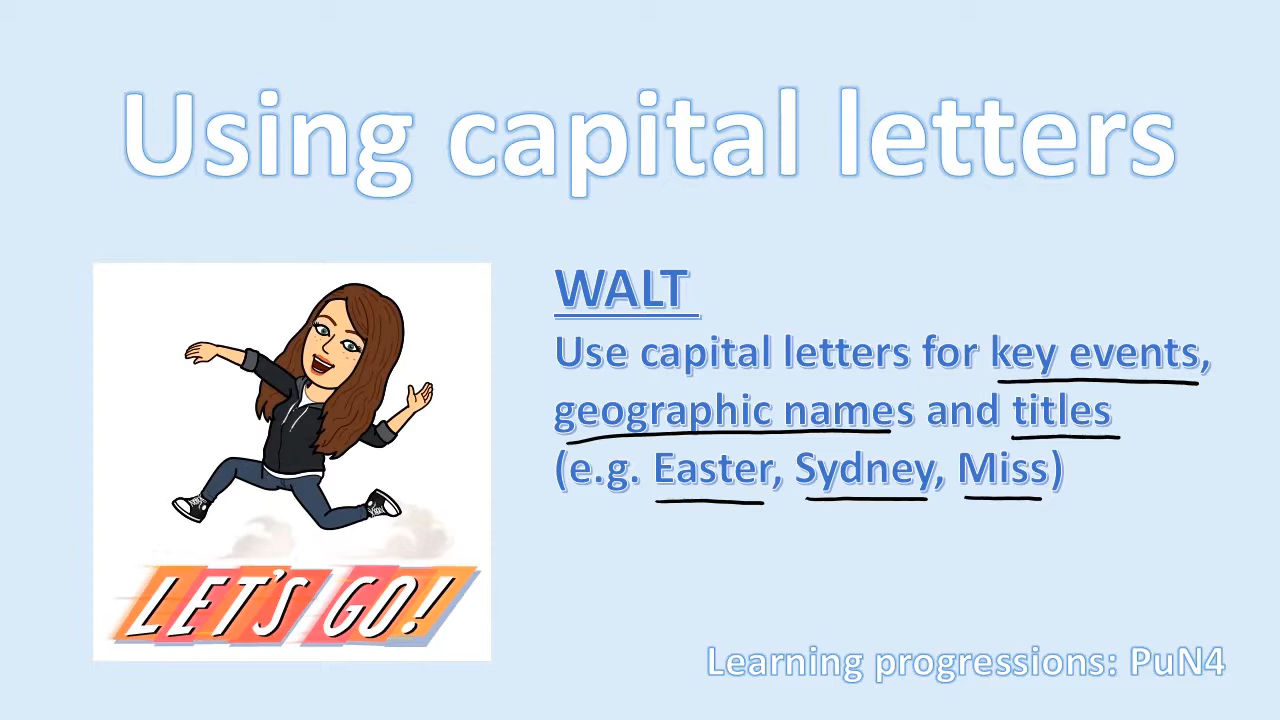 Using capital letters
WALT
Use capital letters for key events,
geographic names and titles
(e.g. Easter, Sydney, Miss)
LET'S GO!
Learning progressions: PuN4